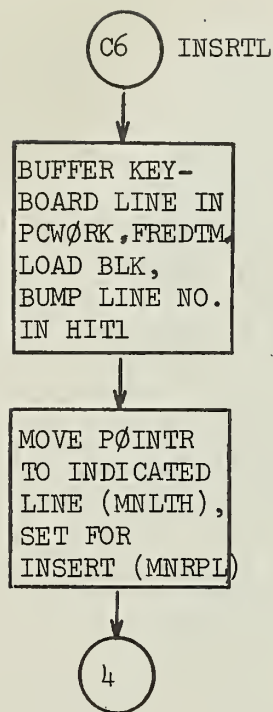 C6 INSRTL
BUFFER KEY-
BOARD LINE IN
PCWØRK,FREDTM,
LOAD BLK,
BUMP LINE NO.
IN HIT1
MOVE PØINTR
TO INDICATED
LINE (MNLTH),
SET FOR
INSERT (MNRPL)
4